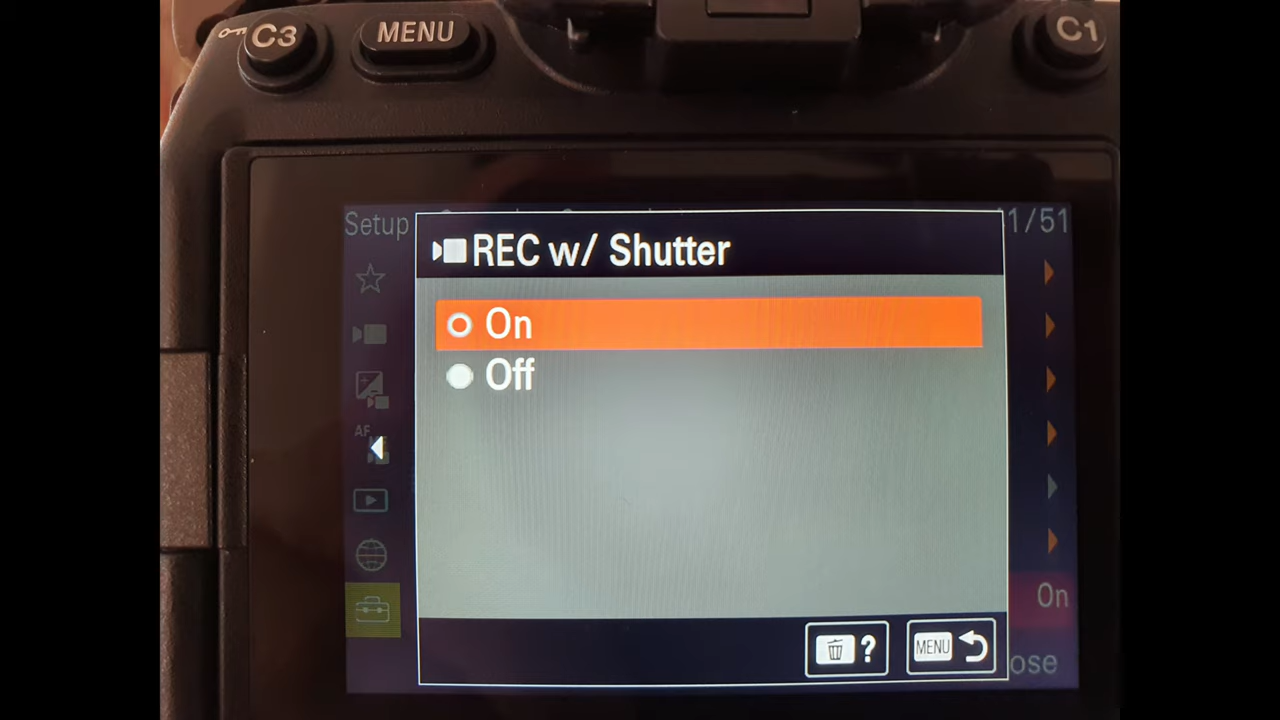 C3
MENU
C1
Setup
1/51
REC w/ Shutter
On
Off
AF
On
?
MENU
ose